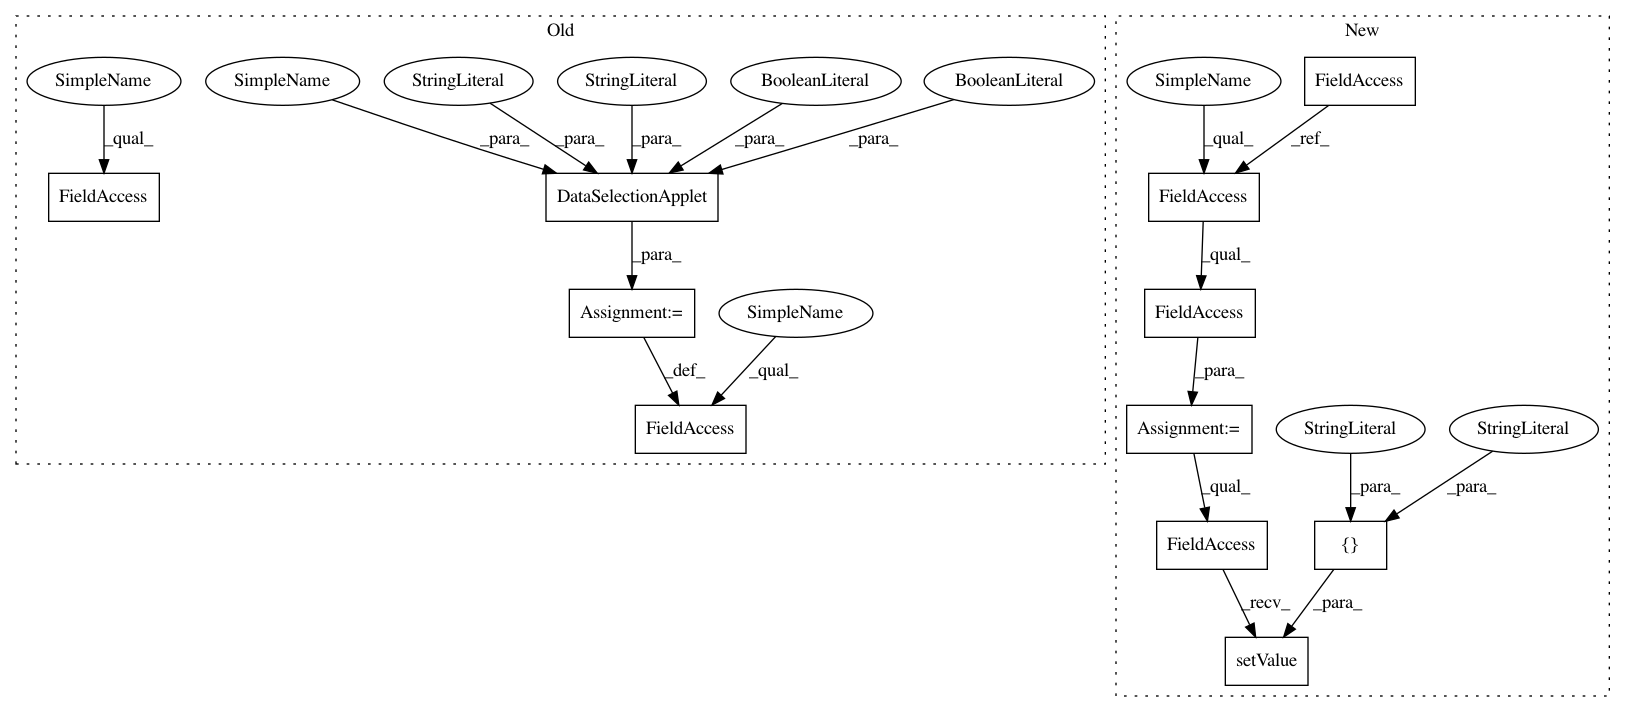 Old
New
SimpleName
SimpleName
StringLiteral
StringLiteral
BooleanLiteral
BooleanLiteral
SimpleName
FieldAccess
_qual_
_para_
_para_
_para_
_para_
_para_
_qual_
_ref_
FieldAccess
DataSelectionApplet
FieldAccess
_para_
_qual_
Assignment:=
SimpleName
FieldAccess
_def_
_qual_
_para_
FieldAccess
Assignment:=
StringLiteral
StringLiteral
_qual_
_para_
_para_
FieldAccess
{}
_recv_
_para_
setValue